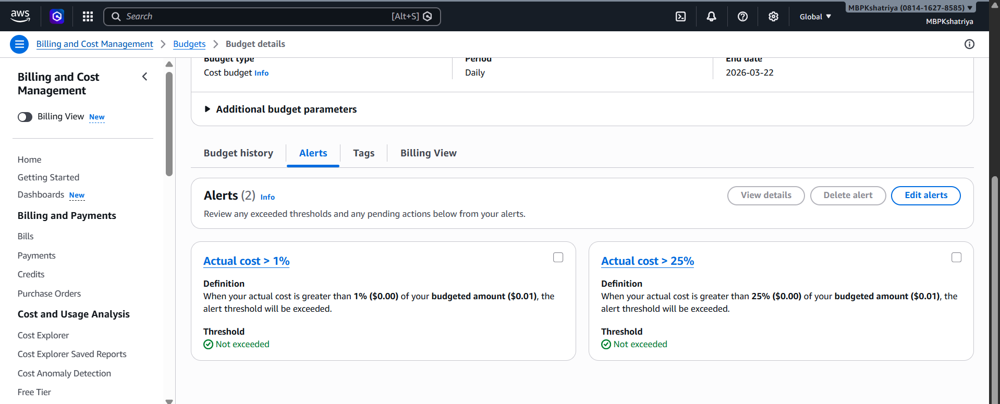 aws
Search
[Alt+S]
Global
MBPKshatriya (0814-1627-8585)
MBPKshatriya
Billing and Cost Management
Budgets
Budget details
Billing and Cost
Management
Billing View New
Home
Getting Started
Dashboards New
Billing and Payments
Bills
Payments
Credits
Purchase Orders
Cost and Usage Analysis
Cost Explorer
Cost Explorer Saved Reports
Cost Anomaly Detection
Free Tier
Budget type
Cost budget Info
Period
Daily
End date
2026-03-22
Additional budget parameters
Budget history
Alerts
Tags
Billing View
Alerts (2) Info
Review any exceeded thresholds and any pending actions below from your alerts.
View details
Delete alert
Edit alerts
Actual cost > 1%
Definition
When your actual cost is greater than 1% ($0.00) of your budgeted amount ($0.01), the
alert threshold will be exceeded.
Threshold
Not exceeded
Actual cost > 25%
Definition
When your actual cost is greater than 25% ($0.00) of your budgeted amount ($0.01), the
alert threshold will be exceeded.
Threshold
Not exceeded